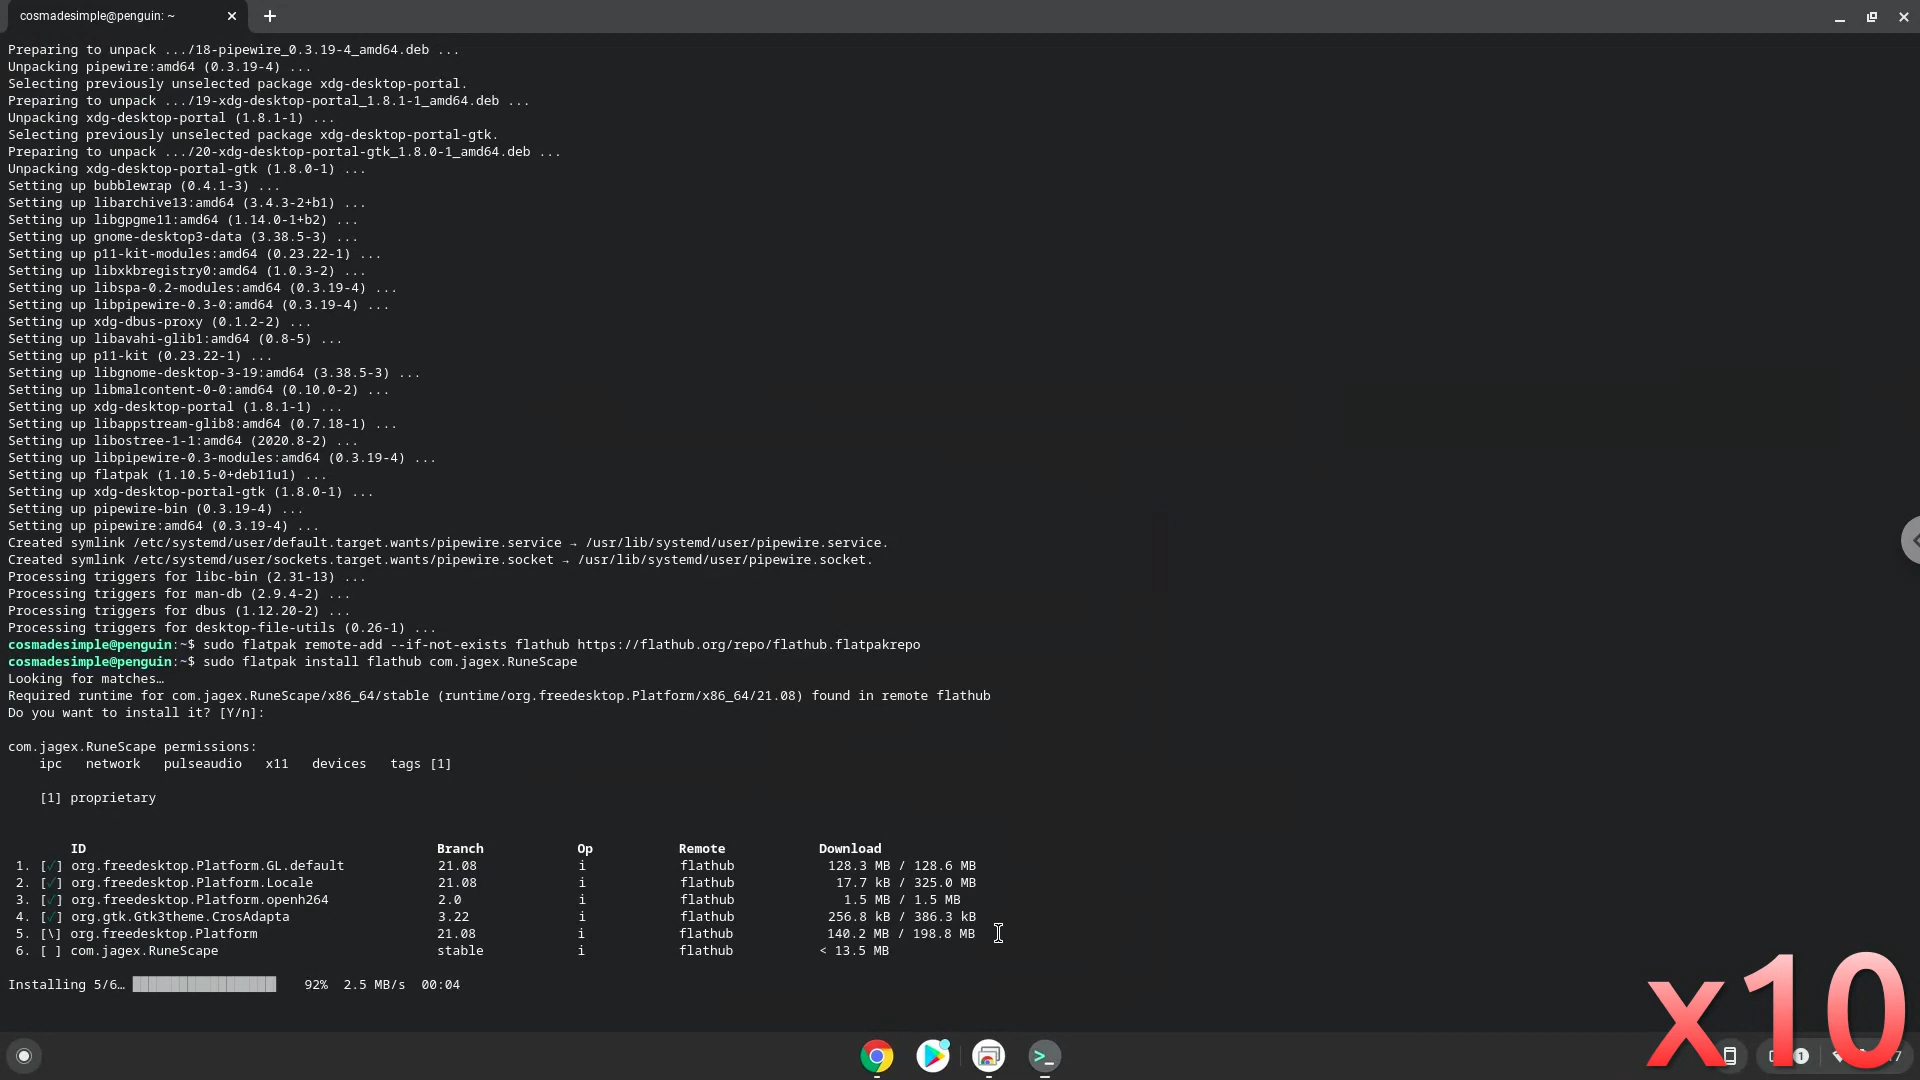 cosmadesimple@penguin: ~
Preparing to unpack .../18-pipewire_0.3.19-4_amd64.deb ...
Unpacking pipewire:amd64 (0.3.19-4) ...
Selecting previously unselected package xdg-desktop-portal.
Preparing to unpack .../19-xdg-desktop-portal_1.8.1-1_amd64.deb ...
Unpacking xdg-desktop-portal (1.8.1-1) ...
Selecting previously unselected package xdg-desktop-portal-gtk.
Preparing to unpack .../20-xdg-desktop-portal-gtk_1.8.0-1_amd64.deb ...
Unpacking xdg-desktop-portal-gtk (1.8.0-1) ...
Setting up bubblewrap (0.4.1-3) ...
Setting up libarchive13:amd64 (3.4.3-2+b1) ...
Setting up libgpgme11:amd64 (1.14.0-1+b2) ...
Setting up gnome-desktop3-data (3.38.5-3) ...
Setting up p11-kit-modules:amd64 (0.23.22-1) ...
Setting up libxkbregistry0:amd64 (1.0.3-2) ...
Setting up libspa-0.2-modules:amd64 (0.3.19-4) ...
Setting up libpipewire-0.3-0:amd64 (0.3.19-4) ...
Setting up xdg-dbus-proxy (0.1.2-2) ...
Setting up libavahi-glib1:amd64 (0.8-5) ...
Setting up p11-kit (0.23.22-1) ...
Setting up libgnome-desktop-3-19:amd64 (3.38.5-3) ...
Setting up libmalcontent-0-0:amd64 (0.10.0-2) ...
Setting up xdg-desktop-portal (1.8.1-1) ...
Setting up libappstream-glib8:amd64 (0.7.18-1) ...
Setting up libostree-1-1:amd64 (2020.8-2) ...
Setting up libpipewire-0.3-modules:amd64 (0.3.19-4) ...
Setting up flatpak (1.10.5-0+deb11u1) ...
Setting up xdg-desktop-portal-gtk (1.8.0-1) ...
Setting up pipewire-bin (0.3.19-4) ...
Setting up pipewire:amd64 (0.3.19-4) ...
Created symlink /etc/systemd/user/default.target.wants/pipewire.service → /usr/lib/systemd/user/pipewire.service.
Created symlink /etc/systemd/user/sockets.target.wants/pipewire.socket → /usr/lib/systemd/user/pipewire.socket.
Processing triggers for libc-bin (2.31-13) ...
Processing triggers for man-db (2.9.4-2) ...
Processing triggers for dbus (1.12.20-2) ...
Processing triggers for desktop-file-utils (0.26-1) ...
cosmadesimple@penguin:~$ sudo flatpak remote-add --if-not-exists flathub https://flathub.org/repo/flathub.flatpakrepo
cosmadesimple@penguin:~$ sudo flatpak install flathub com.jagex.RuneScape
Looking for matches…
Required runtime for com.jagex.RuneScape/x86_64/stable (runtime/org.freedesktop.Platform/x86_64/21.08) found in remote flathub
Do you want to install it? [Y/n]:
com.jagex.RuneScape permissions:
ipc network pulseaudio x11 devices tags [1]
[1] proprietary
ID Branch Op Remote Download
1. [✓] org.freedesktop.Platform.GL.default 21.08 i flathub 128.3 MB / 128.6 MB
2. [✓] org.freedesktop.Platform.Locale 21.08 i flathub 17.7 kB / 325.0 MB
3. [✓] org.freedesktop.Platform.openh264 2.0 i flathub 1.5 MB / 1.5 MB
4. [✓] org.gtk.Gtk3theme.CrosAdapta 3.22 i flathub 256.8 kB / 386.3 kB
5. [\] org.freedesktop.Platform 21.08 i flathub 140.2 MB / 198.8 MB
6. [ ] com.jagex.RuneScape stable i flathub < 13.5 MB
Installing 5/6… 92% 2.5 MB/s 00:04
x10
1